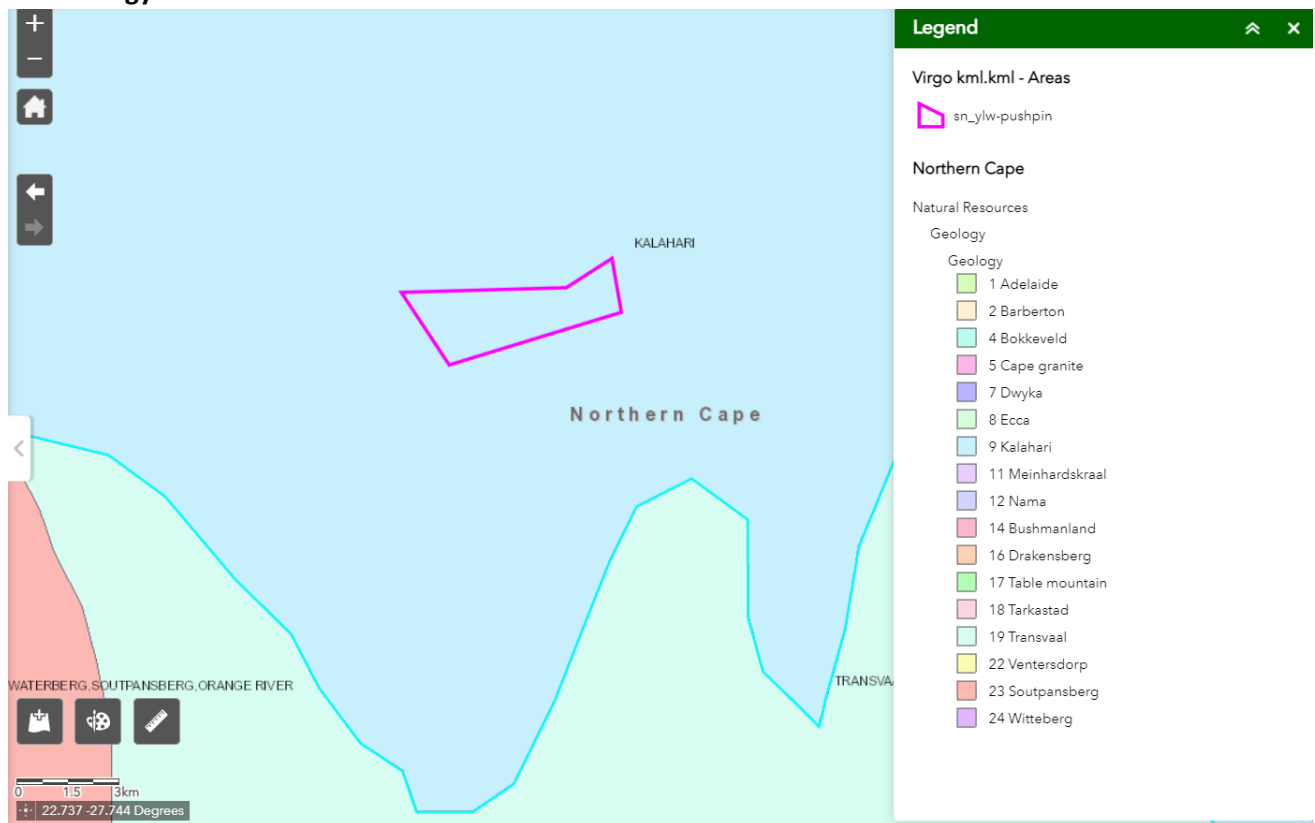 +
−
KALAHARI
Northern Cape
WATERBERG,SOUTPANSBERG,ORANGE RIVER
TRANSVA
0 1.5 3km
22.737 -27.744 Degrees
Legend
Virgo kml.kml - Areas
sn_ylw-pushpin
Northern Cape
Natural Resources
Geology
Geology
1 Adelaide
2 Barberton
4 Bokkeveld
5 Cape granite
7 Dwyka
8 Ecca
9 Kalahari
11 Meinhardskraal
12 Nama
14 Bushmanland
16 Drakensberg
17 Table mountain
18 Tarkastad
19 Transvaal
22 Ventersdorp
23 Soutpansberg
24 Witteberg